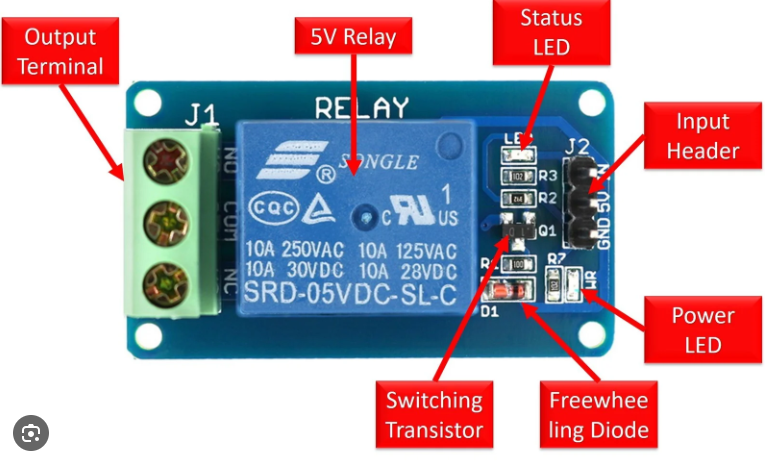 Output
Terminal
5V Relay
Status
LED
Input
Header
J1
RELAY
NO
COM
NC
SONGLE
®
CQC
C US
1
10A 250VAC 10A 125VAC
10A 30VDC 10A 28VDC
SRD-05VDC-SL-C
R3
R2
Q1
J2
IN
5V
GND
R7
D1
Power
LED
Switching
Transistor
Freewhee
ling Diode